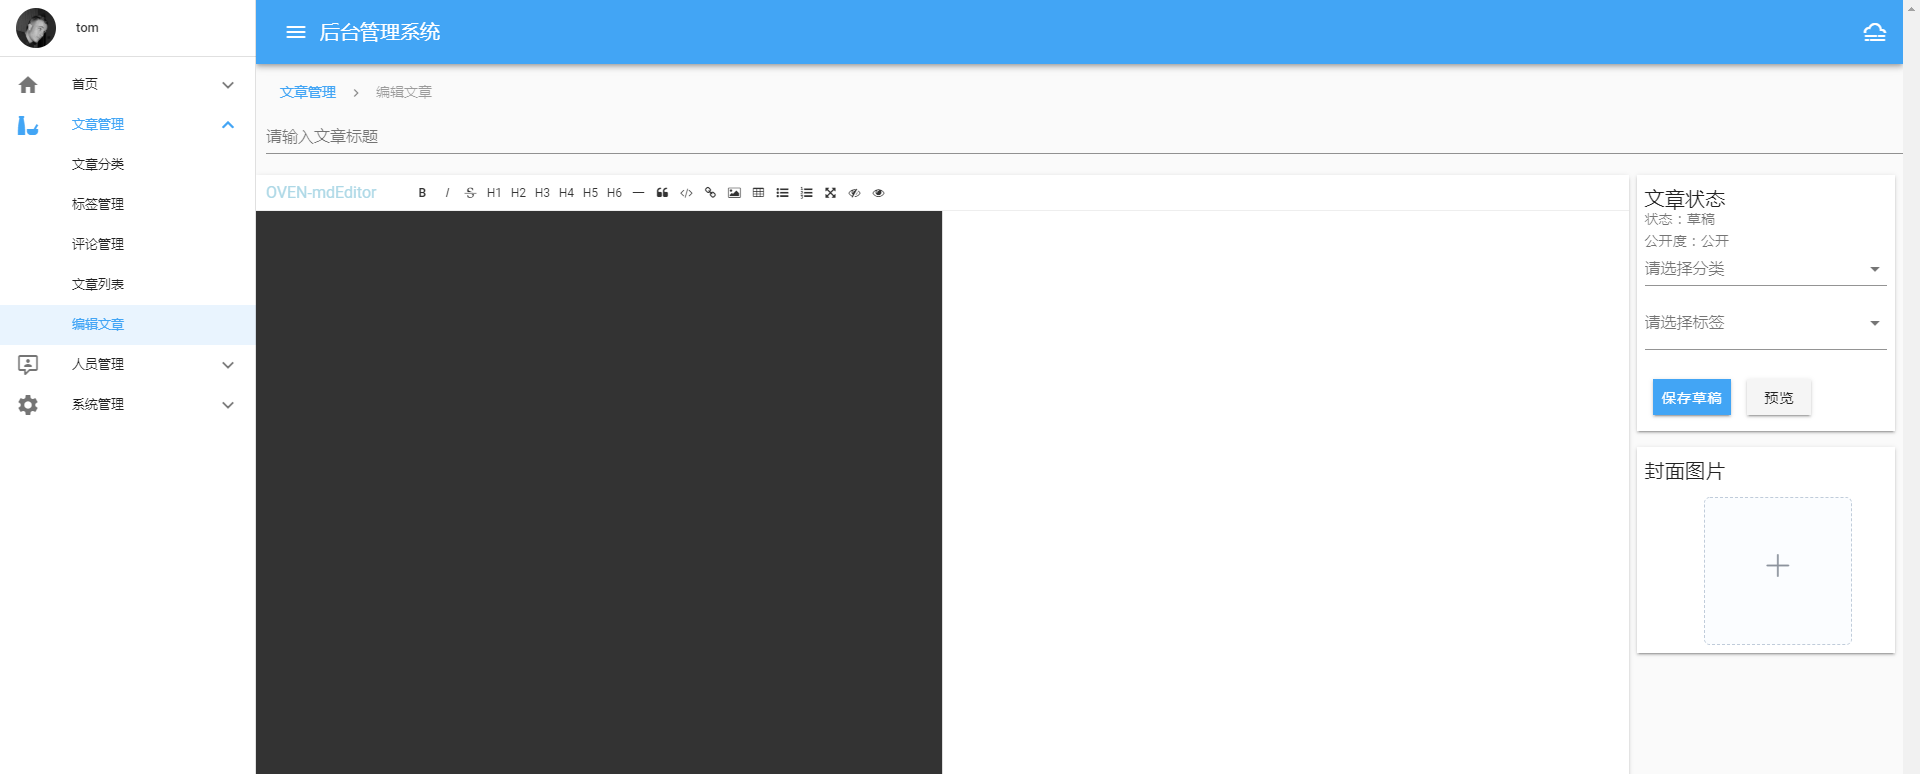 tom
首页
文章管理
文章分类
标签管理
评论管理
文章列表
编辑文章
人员管理
系统管理
后台管理系统
文章管理 > 编辑文章
请输入文章标题
OVEN-mdEditor B I S H1 H2 H3 H4 H5 H6
文章状态
状态：草稿
公开度：公开
请选择分类
请选择标签
保存草稿 预览
封面图片